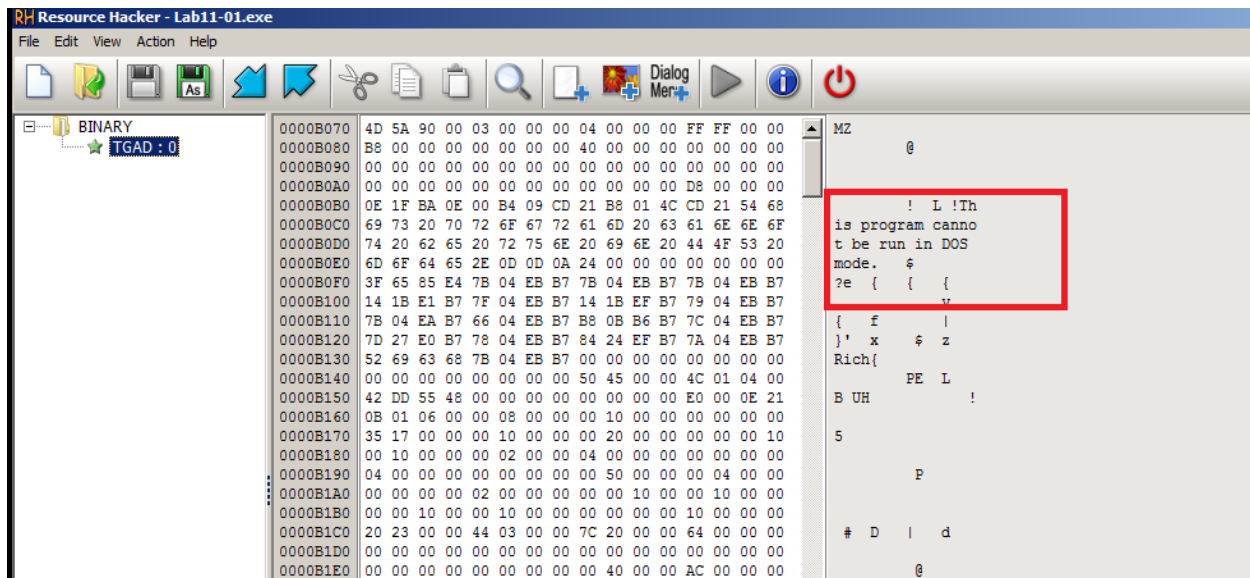 RH Resource Hacker - Lab11-01.exe
File Edit View Action Help
As
Dialog
Menu
BINARY
TGAD : 0
0000B070 4D 5A 90 00 03 00 00 00 04 00 00 00 FF FF 00 00 MZ
0000B080 B8 00 00 00 00 00 00 00 40 00 00 00 00 00 00 00 @
0000B090 00 00 00 00 00 00 00 00 00 00 00 00 00 00 00 00
0000B0A0 00 00 00 00 00 00 00 00 00 00 00 00 D8 00 00 00
0000B0B0 0E 1F BA 0E 00 B4 09 CD 21 B8 01 4C CD 21 54 68 ! L !Th
0000B0C0 69 73 20 70 72 6F 67 72 61 6D 20 63 61 6E 6E 6F is program canno
0000B0D0 74 20 62 65 20 72 75 6E 20 69 6E 20 44 4F 53 20 t be run in DOS
0000B0E0 6D 6F 64 65 2E 0D 0D 0A 24 00 00 00 00 00 00 00 mode. $
0000B0F0 3F 65 85 E4 7B 04 EB B7 7B 04 EB B7 7B 04 EB B7 ?e { { {
0000B100 14 1B E1 B7 7F 04 EB B7 14 1B EF B7 79 04 EB B7 y
0000B110 7B 04 EA B7 66 04 EB B7 B8 0B B6 B7 7C 04 EB B7 { f |
0000B120 7D 27 E0 B7 78 04 EB B7 84 24 EF B7 7A 04 EB B7 }' x $ z
0000B130 52 69 63 68 7B 04 EB B7 00 00 00 00 00 00 00 00 Rich{
0000B140 00 00 00 00 00 00 00 00 50 45 00 00 4C 01 04 00 PE L
0000B150 42 DD 55 48 00 00 00 00 00 00 00 00 E0 00 0E 21 B UH !
0000B160 0B 01 06 00 00 08 00 00 00 10 00 00 00 00 00 00
0000B170 35 17 00 00 00 10 00 00 00 20 00 00 00 00 00 10 5
0000B180 00 10 00 00 00 02 00 00 04 00 00 00 00 00 00 00
0000B190 04 00 00 00 00 00 00 00 00 50 00 00 00 04 00 00 P
0000B1A0 00 00 00 00 02 00 00 00 00 00 10 00 00 10 00 00
0000B1B0 00 00 10 00 00 10 00 00 00 00 00 00 10 00 00 00
0000B1C0 20 23 00 00 44 03 00 00 7C 20 00 00 64 00 00 00 # D | d
0000B1D0 00 00 00 00 00 00 00 00 00 00 00 00 00 00 00 00
0000B1E0 00 00 00 00 00 00 00 00 00 40 00 00 AC 00 00 00 @